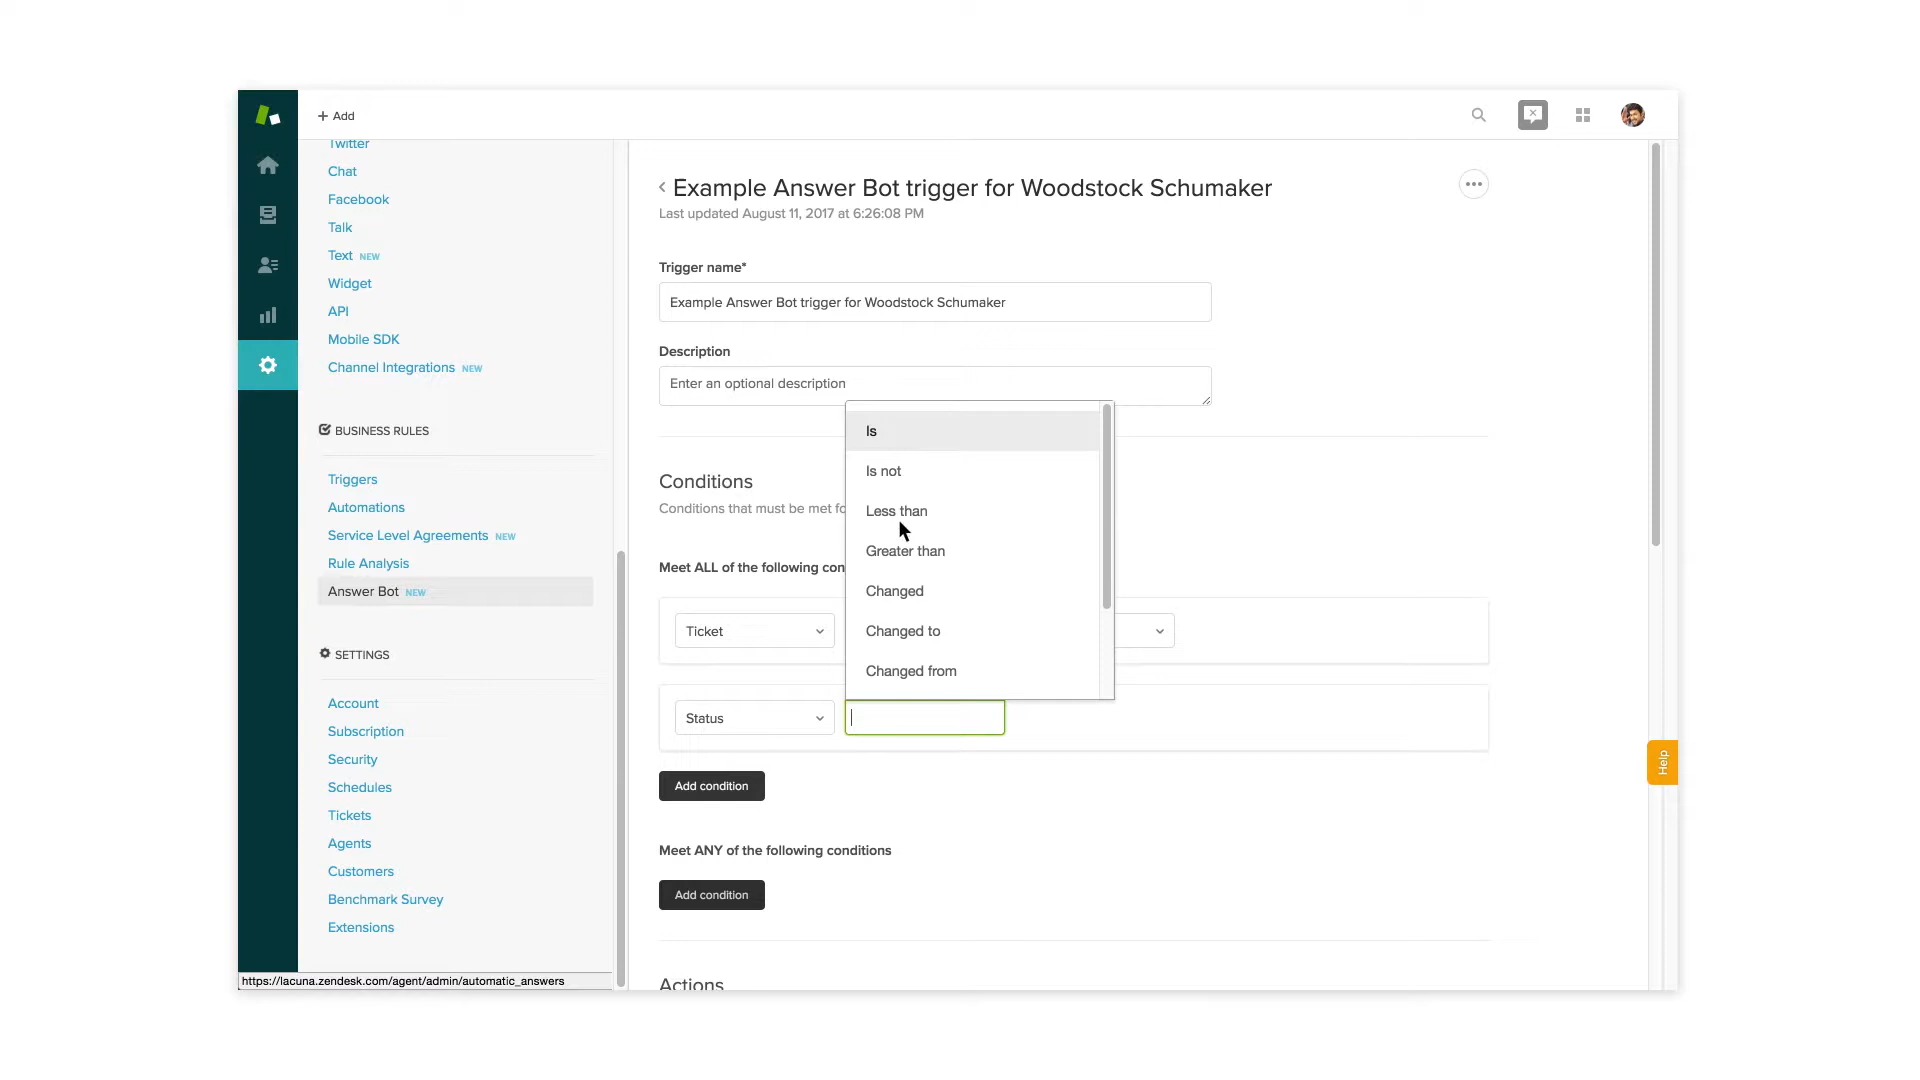 + Add
Twitter
Chat
Facebook
Talk
Text NEW
Widget
API
Mobile SDK
Channel Integrations NEW
BUSINESS RULES
Triggers
Automations
Service Level Agreements NEW
Rule Analysis
Answer Bot NEW
SETTINGS
Account
Subscription
Security
Schedules
Tickets
Agents
Customers
Benchmark Survey
Extensions
https://lacuna.zendesk.com/agent/admin/automatic_answers
Example Answer Bot trigger for Woodstock Schumaker
Last updated August 11, 2017 at 6:26:08 PM
Trigger name*
Example Answer Bot trigger for Woodstock Schumaker
Description
Enter an optional description
Conditions
Conditions that must be met fo
Meet ALL of the following con
Is
Is not
Less than
Greater than
Changed
Changed to
Changed from
Ticket
Status
Add condition
Meet ANY of the following conditions
Add condition
Actions
Help